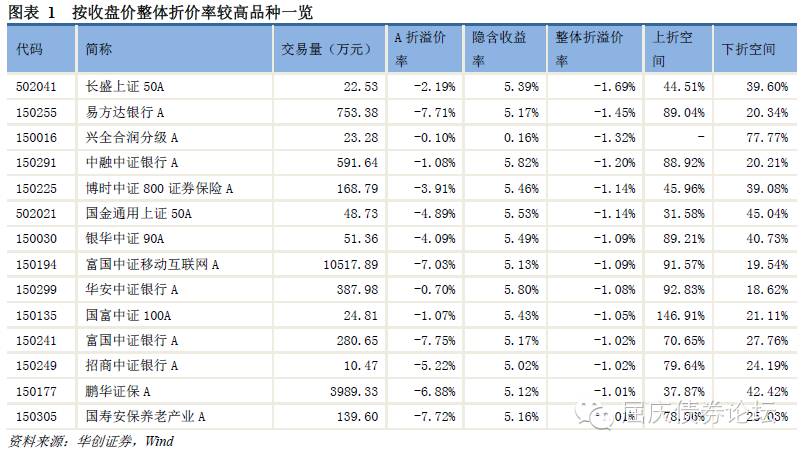 图表 1 按收盘价整体折价率较高品种一览
代码 简称 交易量（万元） A 折溢价率 隐含收益率 整体折溢价率 上折空间 下折空间
502041 长盛上证 50A 22.53 -2.19% 5.39% -1.69% 44.51% 39.60%
150255 易方达银行 A 753.38 -7.71% 5.17% -1.45% 89.04% 20.34%
150016 兴全合润分级 A 23.28 -0.10% 0.16% -1.32% - 77.77%
150291 中融中证银行 A 591.64 -1.08% 5.82% -1.20% 88.92% 20.21%
150225 博时中证 800 证券保险 A 168.79 -3.91% 5.46% -1.14% 45.96% 39.08%
502021 国金通用上证 50A 48.73 -4.89% 5.53% -1.14% 31.58% 45.04%
150030 银华中证 90A 51.36 -4.09% 5.49% -1.09% 89.21% 40.73%
150194 富国中证移动互联网 A 10517.89 -7.03% 5.13% -1.09% 91.57% 19.54%
150299 华安中证银行 A 387.98 -0.70% 5.80% -1.08% 92.83% 18.62%
150135 国富中证 100A 24.81 -1.07% 5.43% -1.05% 146.91% 21.11%
150241 富国中证银行 A 280.65 -7.75% 5.17% -1.02% 70.65% 27.76%
150249 招商中证银行 A 10.47 -5.22% 5.02% -1.02% 79.64% 24.19%
150177 鹏华证保 A 3989.33 -6.88% 5.12% -1.01% 37.87% 42.42%
150305 国寿安保养老产业 A 139.60 -7.72% 5.16%
屈庆债券论坛
资料来源：华创证券，Wind